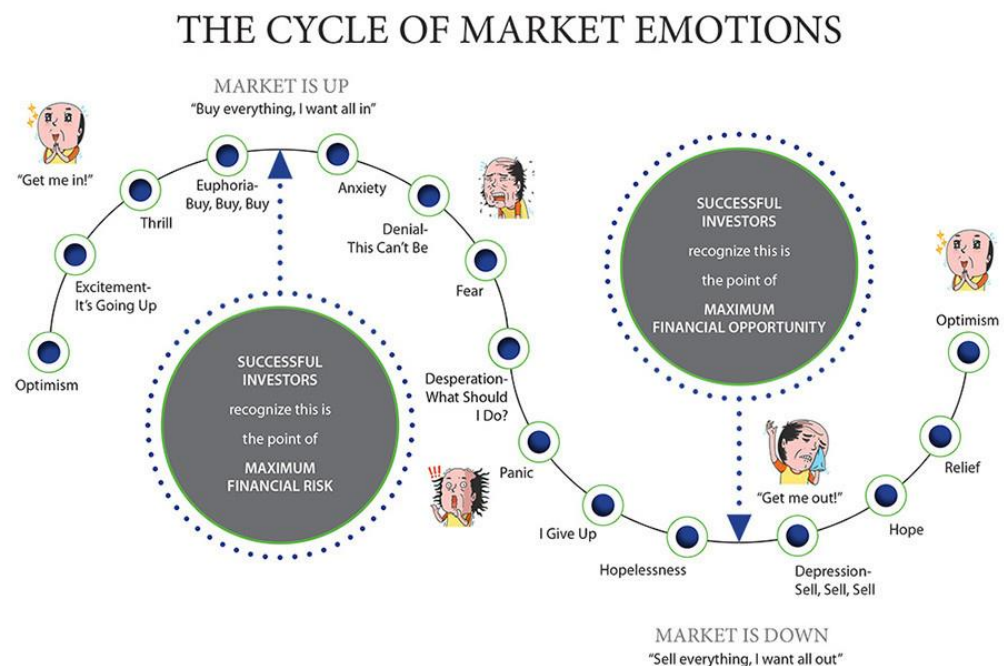 THE CYCLE OF MARKET EMOTIONS
MARKET IS UP
"Buy everything, I want all in"
"Get me in!"
Optimism
Excitement-
It's Going Up
Thrill
Euphoria-
Buy, Buy, Buy
Anxiety
Denial-
This Can't Be
Fear
Desperation-
What Should
I Do?
Panic
I Give Up
Hopelessness
Depression-
Sell, Sell, Sell
Hope
Relief
Optimism
SUCCESSFUL
INVESTORS
recognize this is
the point of
MAXIMUM
FINANCIAL RISK
!!
SUCCESSFUL
INVESTORS
recognize this is
the point of
MAXIMUM
FINANCIAL OPPORTUNITY
"Get me out!"
MARKET IS DOWN
"Sell everything, I want all out"